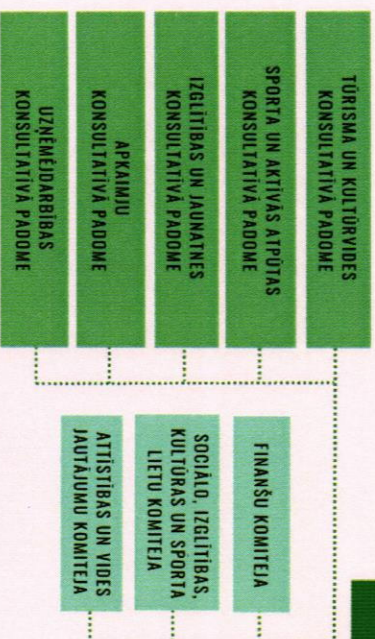 TŪRISMA UN KULTŪRVIDES
KONSULTATĪVĀ PADOME
SPORTA UN AKTĪVĀS ATPŪTAS
KONSULTATĪVĀ PADOME
IZGLĪTĪBAS UN JAUNATNES
KONSULTATĪVĀ PADOME
APKAIMJU
KONSULTATĪVĀ PADOME
UZŅĒMĒJDARBĪBAS
KONSULTATĪVĀ PADOME
FINANŠU KOMITEJA
SOCIĀLO, IZGLĪTĪBAS,
KULTŪRAS UN SPORTA
LIETU KOMITEJA
ATTĪSTĪBAS UN VIDES
JAUTĀJUMU KOMITEJA